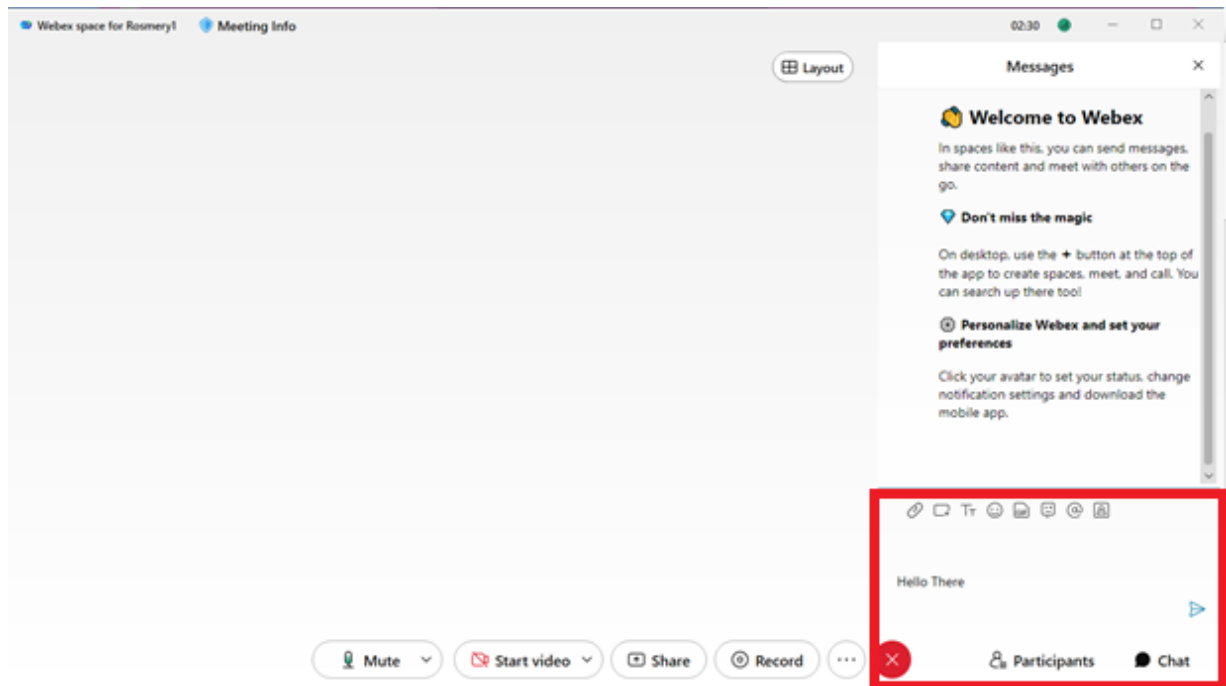 Webex space for Rosmery1 Meeting Info 02:30
Layout
Messages
Welcome to Webex
In spaces like this, you can send messages,
share content and meet with others on the
go.
Don't miss the magic
On desktop, use the + button at the top of
the app to create spaces, meet, and call. You
can search up there too!
Personalize Webex and set your
preferences
Click your avatar to set your status, change
notification settings and download the
mobile app.
Tт
GIF
@
Hello There
Mute Start video Share Record ... Participants Chat